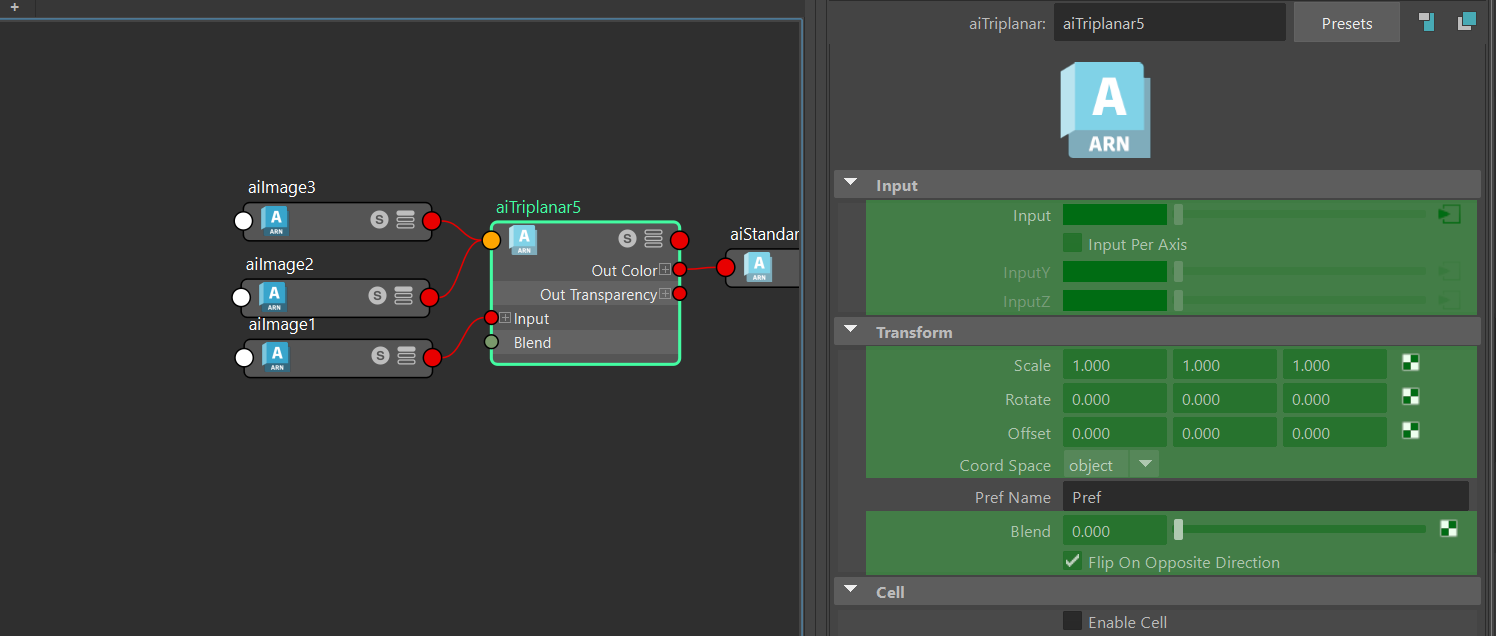 +
aiImage3
A
ARN
S
aiImage2
A
ARN
S
aiImage1
A
ARN
S
aiTriplanar5
A
ARN
S
Out Color
Out Transparency
Input
Blend
aiStandar
A
ARN
aiTriplanar: aiTriplanar5 Presets
A
ARN
Input
Input
Input Per Axis
InputY
InputZ
Transform
Scale 1.000 1.000 1.000
Rotate 0.000 0.000 0.000
Offset 0.000 0.000 0.000
Coord Space object
Pref Name Pref
Blend 0.000
Flip On Opposite Direction
Cell
Enable Cell